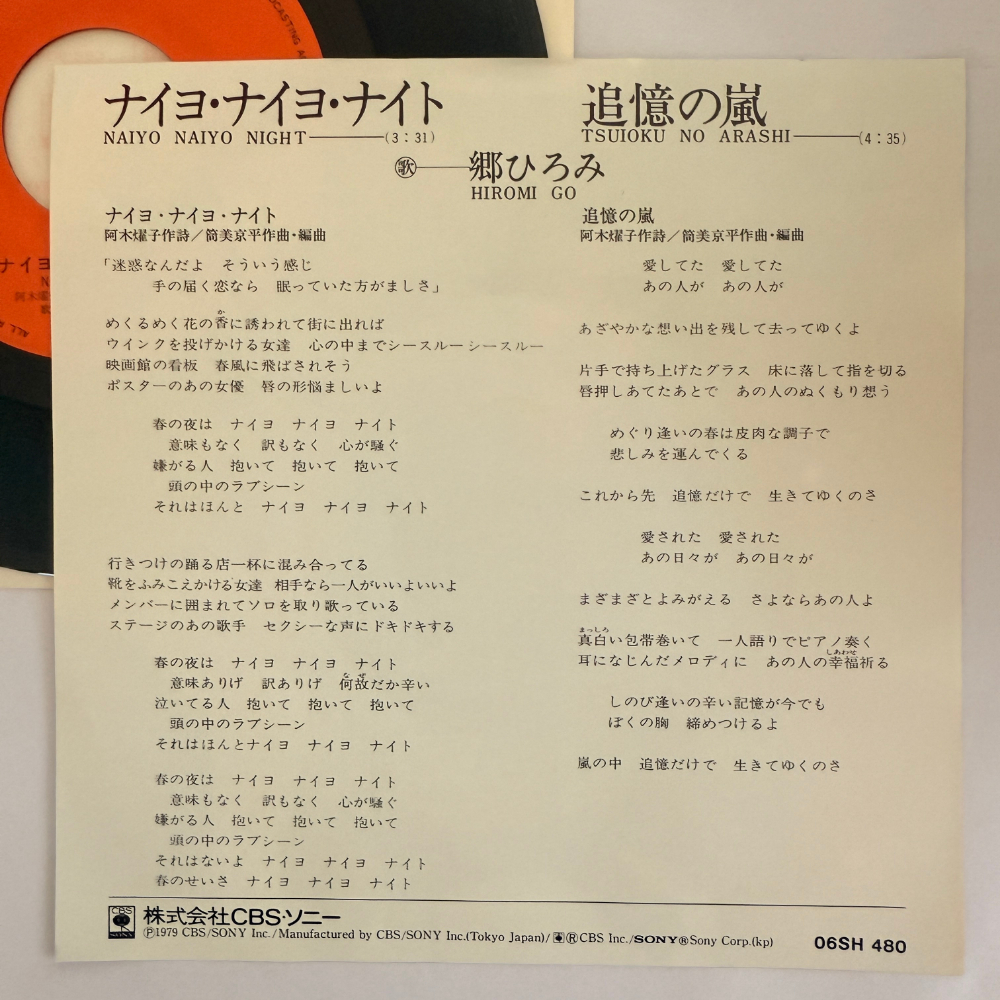 ナイヨ・ナイヨ・ナイト
NAIYO NAIYO NIGHT――(3:31)
追憶の嵐
TSUIOKU NO ARASHI――(4:35)
歌――郷ひろみ
HIROMI GO
ナイヨ・ナイヨ・ナイト
阿木燿子作詩／筒美京平作曲・編曲
「迷惑なんだよ　そういう感じ
手の届く恋なら　眠っていた方がましさ」
めくるめく花の香(か)に誘われて街に出れば
ウインクを投げかける女達　心の中までシースルーシースルー
映画館の看板　春風に飛ばされそう
ポスターのあの女優　唇の形悩ましいよ
春の夜は　ナイヨ　ナイヨ　ナイト
意味もなく　訳もなく　心が騒ぐ
嫌がる人　抱いて　抱いて　抱いて
頭の中のラブシーン
それはほんと　ナイヨ　ナイヨ　ナイト
行きつけの踊る店一杯に混み合ってる
靴をふみこえかける女達　相手なら一人がいいよいいよ
メンバーに囲まれてソロを取り歌っている
ステージのあの歌手　セクシーな声にドキドキする
春の夜は　ナイヨ　ナイヨ　ナイト
意味ありげ　訳ありげ　何故(なぜ)だか辛い
泣いてる人　抱いて　抱いて　抱いて
頭の中のラブシーン
それはほんとナイヨ　ナイヨ　ナイト
春の夜は　ナイヨ　ナイヨ　ナイト
意味もなく　訳もなく　心が騒ぐ
嫌がる人　抱いて　抱いて　抱いて
頭の中のラブシーン
それはないよ　ナイヨ　ナイヨ　ナイト
春のせいさ　ナイヨ　ナイヨ　ナイト
追憶の嵐
阿木燿子作詩／筒美京平作曲・編曲
愛してた　愛してた
あの人が　あの人が
あざやかな想い出を残して去ってゆくよ
片手で持ち上げたグラス　床に落して指を切る
唇押しあてたあとで　あの人のぬくもり想う
めぐり逢いの春は皮肉な調子で
悲しみを運んでくる
これから先　追憶だけで　生きてゆくのさ
愛された　愛された
あの日々が　あの日々が
まざまざとよみがえる　さよならあの人よ
真白(まっしろ)い包帯巻いて　一人語りでピアノ奏く
耳になじんだメロディに　あの人の幸福(しあわせ)祈る
しのび逢いの辛い記憶が今でも
ぼくの胸　締めつけるよ
嵐の中　追憶だけで　生きてゆくのさ
CBS SONY 株式会社CBS・ソニー
Ⓟ1979 CBS/SONY Inc./Manufactured by CBS/SONY Inc.(Tokyo Japan)/ ⓇCBS Inc./SONY®Sony Corp.(kp)
06SH 480